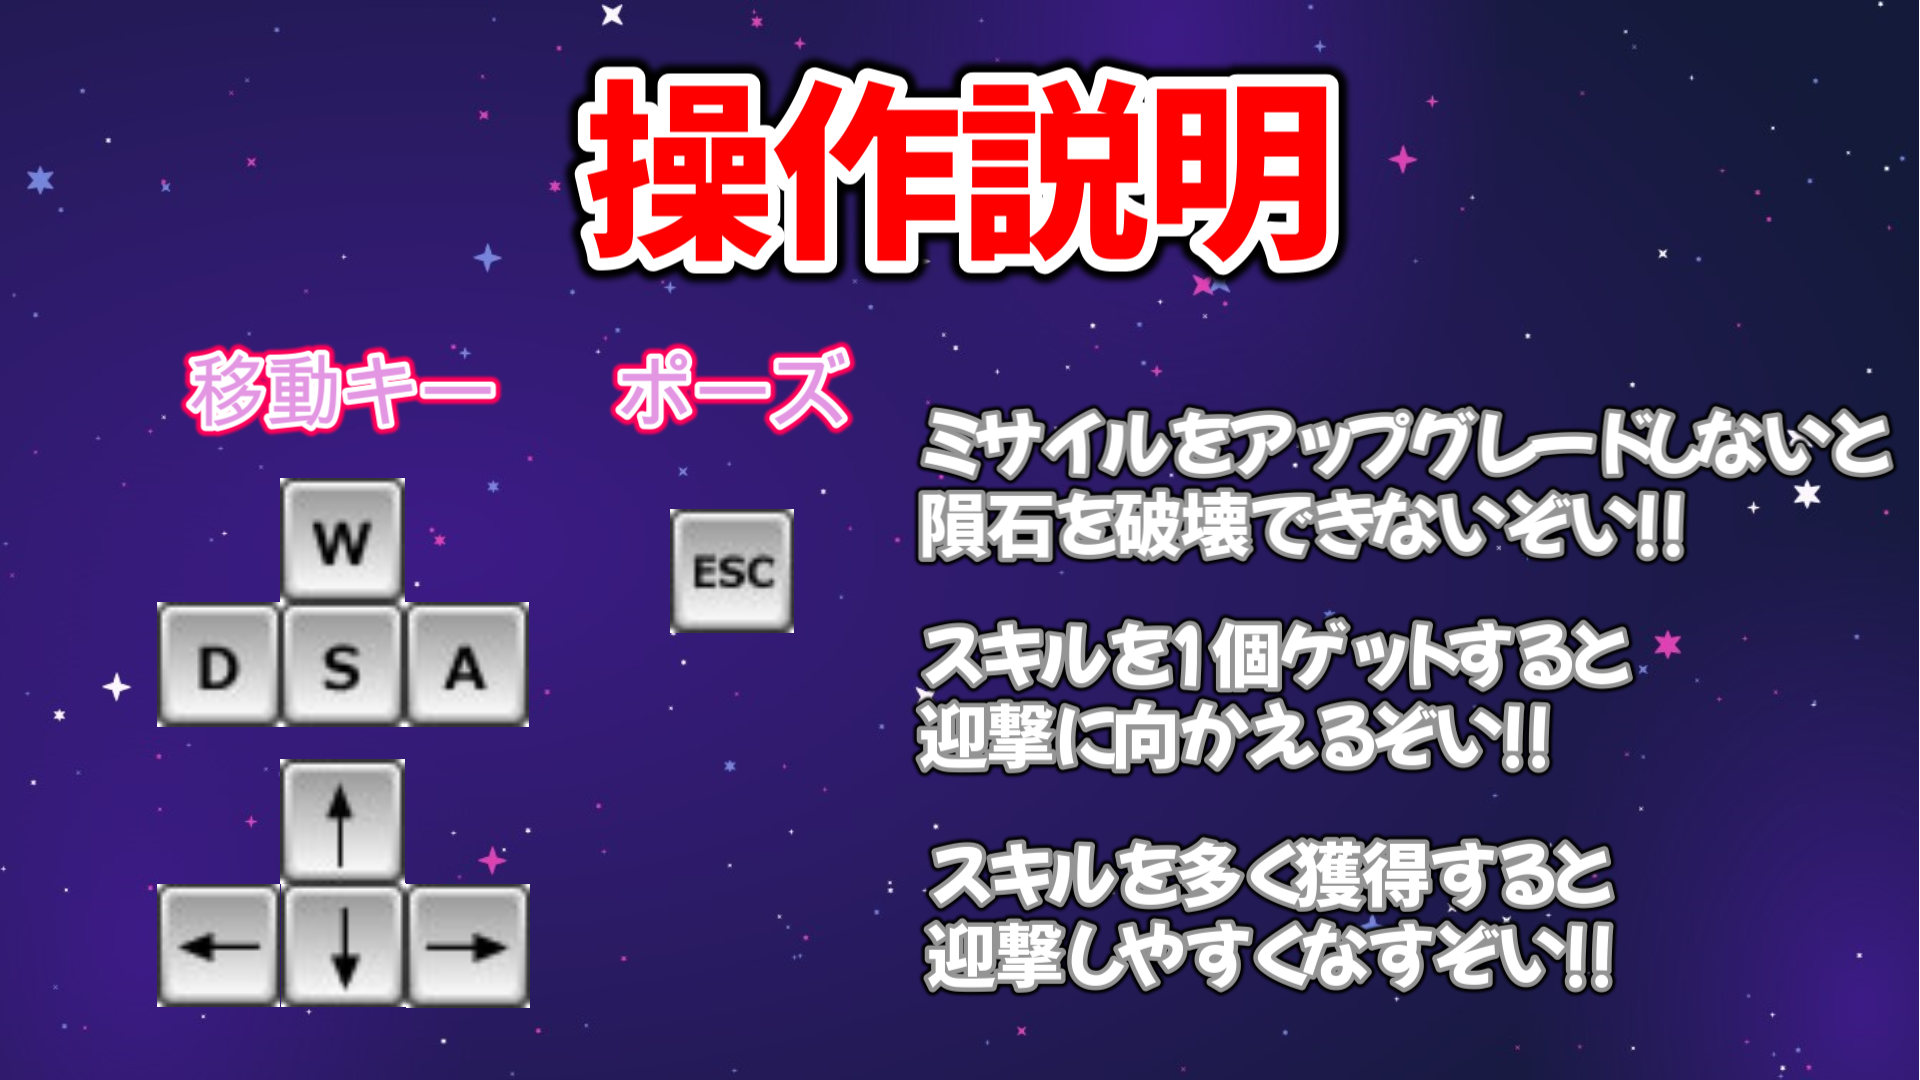 操作説明
移動キー
ポーズ
W
D S A
↑
← ↓ →
ESC
ミサイルをアップグレードしないと
隕石を破壊できないぞい!!
スキルを1個ゲットすると
迎撃に向かえるぞい!!
スキルを多く獲得すると
迎撃しやすくなすぞい!!